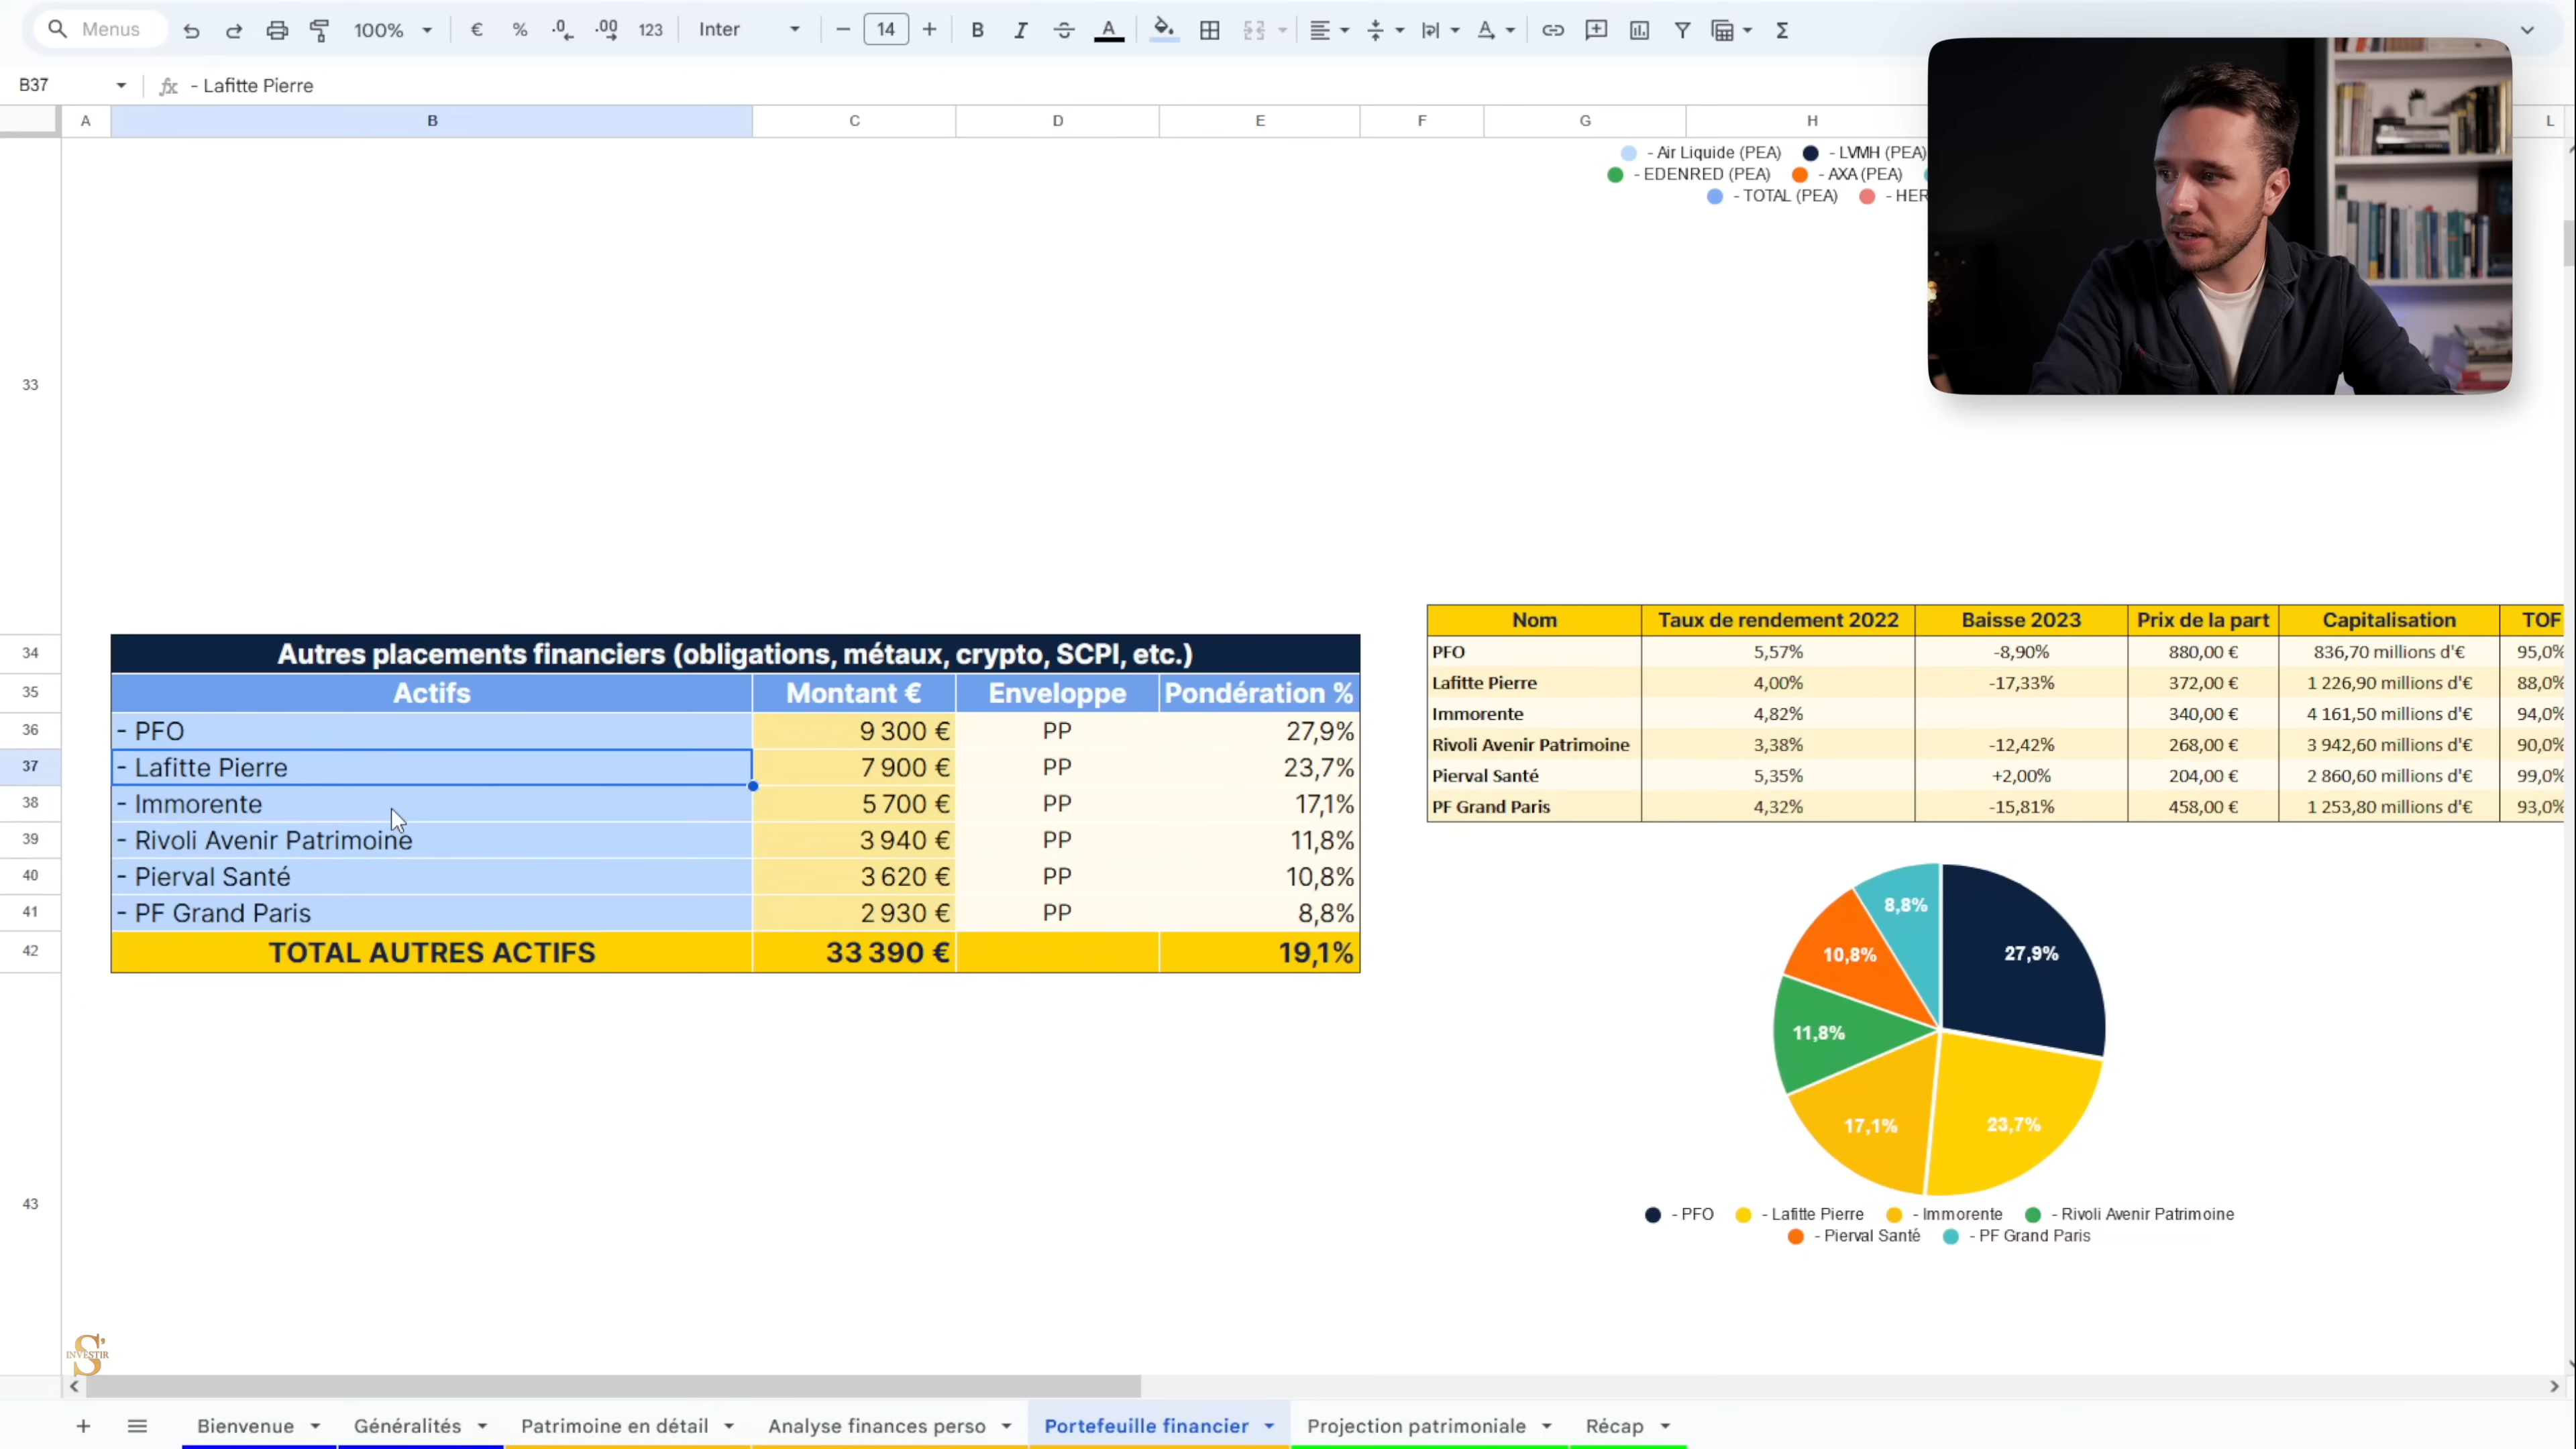 Menus
100%
€
%
.0
.00
123
Inter
14
B
I
A
Σ
B37
fx
- Lafitte Pierre
A
B
C
D
E
F
G
H
L
- Air Liquide (PEA)
- LVMH (PEA)
- EDENRED (PEA)
- AXA (PEA)
- TOTAL (PEA)
- HER
33
Nom	Taux de rendement 2022	Baisse 2023	Prix de la part	Capitalisation	TOF
PFO	5,57%	-8,90%	880,00 €	836,70 millions d'€	95,0%
Lafitte Pierre	4,00%	-17,33%	372,00 €	1 226,90 millions d'€	88,0%
Immorente	4,82%	340,00 €	4 161,50 millions d'€	94,0%
Rivoli Avenir Patrimoine	3,38%	-12,42%	268,00 €	3 942,60 millions d'€	90,0%
Pierval Santé	5,35%	+2,00%	204,00 €	2 860,60 millions d'€	99,0%
PF Grand Paris	4,32%	-15,81%	458,00 €	1 253,80 millions d'€	93,0%
34	Autres placements financiers (obligations, métaux, crypto, SCPI, etc.)
35	Actifs	Montant €	Enveloppe	Pondération %
36	- PFO	9 300 €	PP	27,9%
37	- Lafitte Pierre	7 900 €	PP	23,7%
38	- Immorente	5 700 €	PP	17,1%
39	- Rivoli Avenir Patrimoine	3 940 €	PP	11,8%
40	- Pierval Santé	3 620 €	PP	10,8%
41	- PF Grand Paris	2 930 €	PP	8,8%
42	TOTAL AUTRES ACTIFS	33 390 €	19,1%
8,8%
27,9%
10,8%
11,8%
17,1%
23,7%
43
- PFO
- Lafitte Pierre
- Immorente
- Rivoli Avenir Patrimoine
- Pierval Santé
- PF Grand Paris
S'
INVESTIR
Bienvenue
Généralités
Patrimoine en détail
Analyse finances perso
Portefeuille financier
Projection patrimoniale
Récap